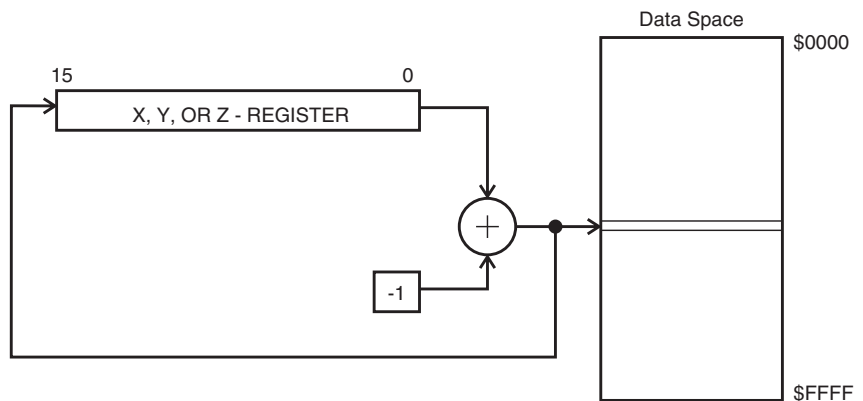 Data Space
$0000
15
0
X, Y, OR Z - REGISTER
+
-1
$FFFF